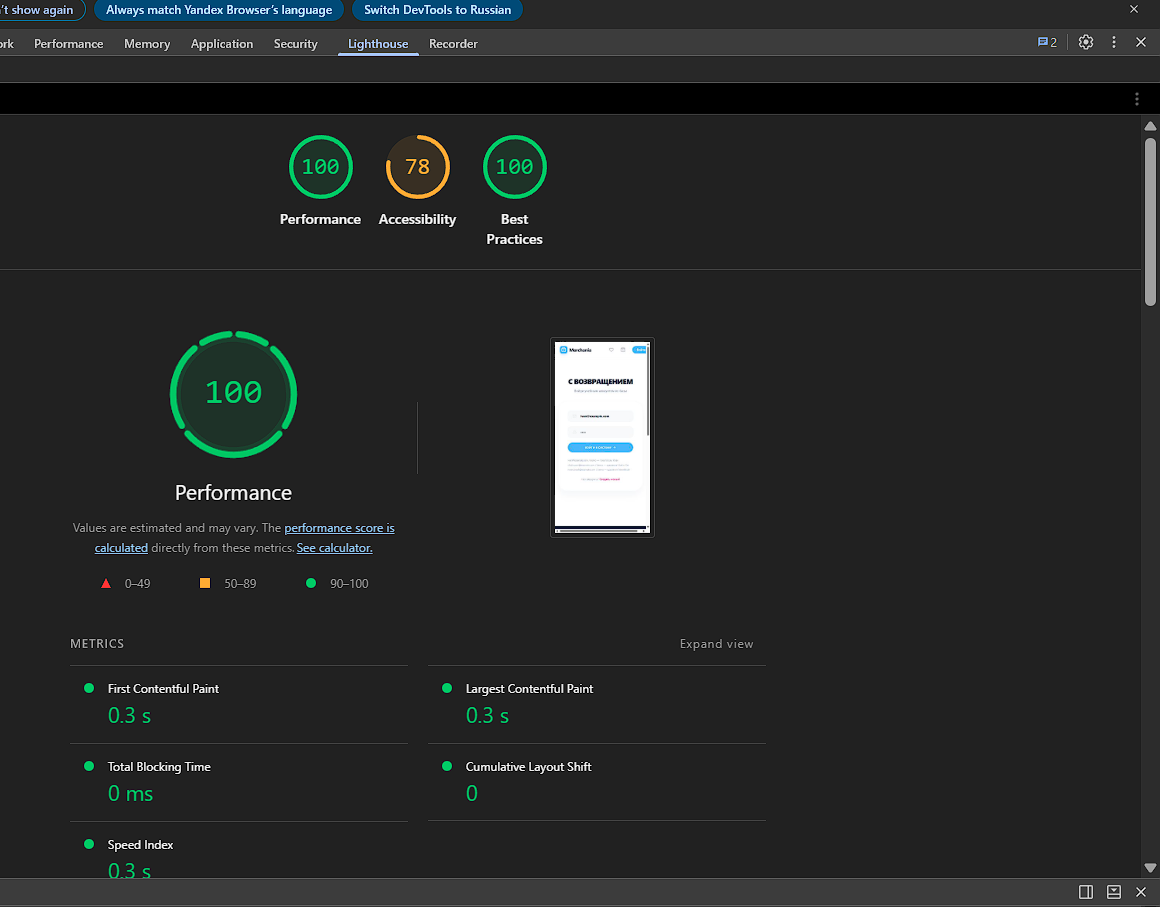 't show again Always match Yandex Browser's language Switch DevTools to Russian
rk Performance Memory Application Security Lighthouse Recorder 2
100 78 100
Performance Accessibility Best
Practices
100
Merchania
С ВОЗВРАЩЕНИЕМ
Performance
Values are estimated and may vary. The performance score is
calculated directly from these metrics. See calculator.
0–49 50–89 90–100
METRICS Expand view
First Contentful Paint Largest Contentful Paint
0.3 s 0.3 s
Total Blocking Time Cumulative Layout Shift
0 ms 0
Speed Index
0.3 s